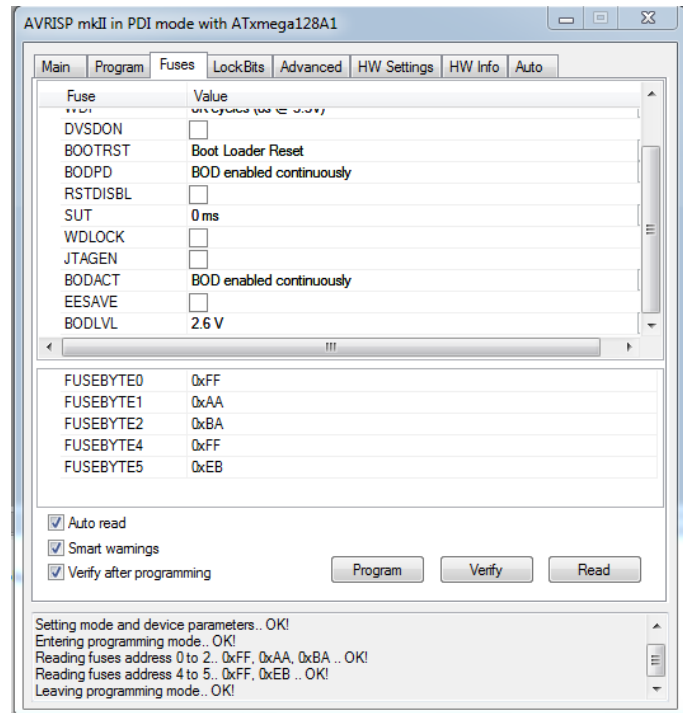 AVRISP mkII in PDI mode with ATxmega128A1
Main Program Fuses LockBits Advanced HW Settings HW Info Auto
Fuse Value
DVSDON
BOOTRST Boot Loader Reset
BODPD BOD enabled continuously
RSTDISBL
SUT 0 ms
WDLOCK
JTAGEN
BODACT BOD enabled continuously
EESAVE
BODLVL 2.6 V
FUSEBYTE0 0xFF
FUSEBYTE1 0xAA
FUSEBYTE2 0xBA
FUSEBYTE4 0xFF
FUSEBYTE5 0xEB
Auto read
Smart warnings
Verify after programming
Program Verify Read
Setting mode and device parameters.. OK!
Entering programming mode.. OK!
Reading fuses address 0 to 2.. 0xFF, 0xAA, 0xBA .. OK!
Reading fuses address 4 to 5.. 0xFF, 0xEB .. OK!
Leaving programming mode.. OK!